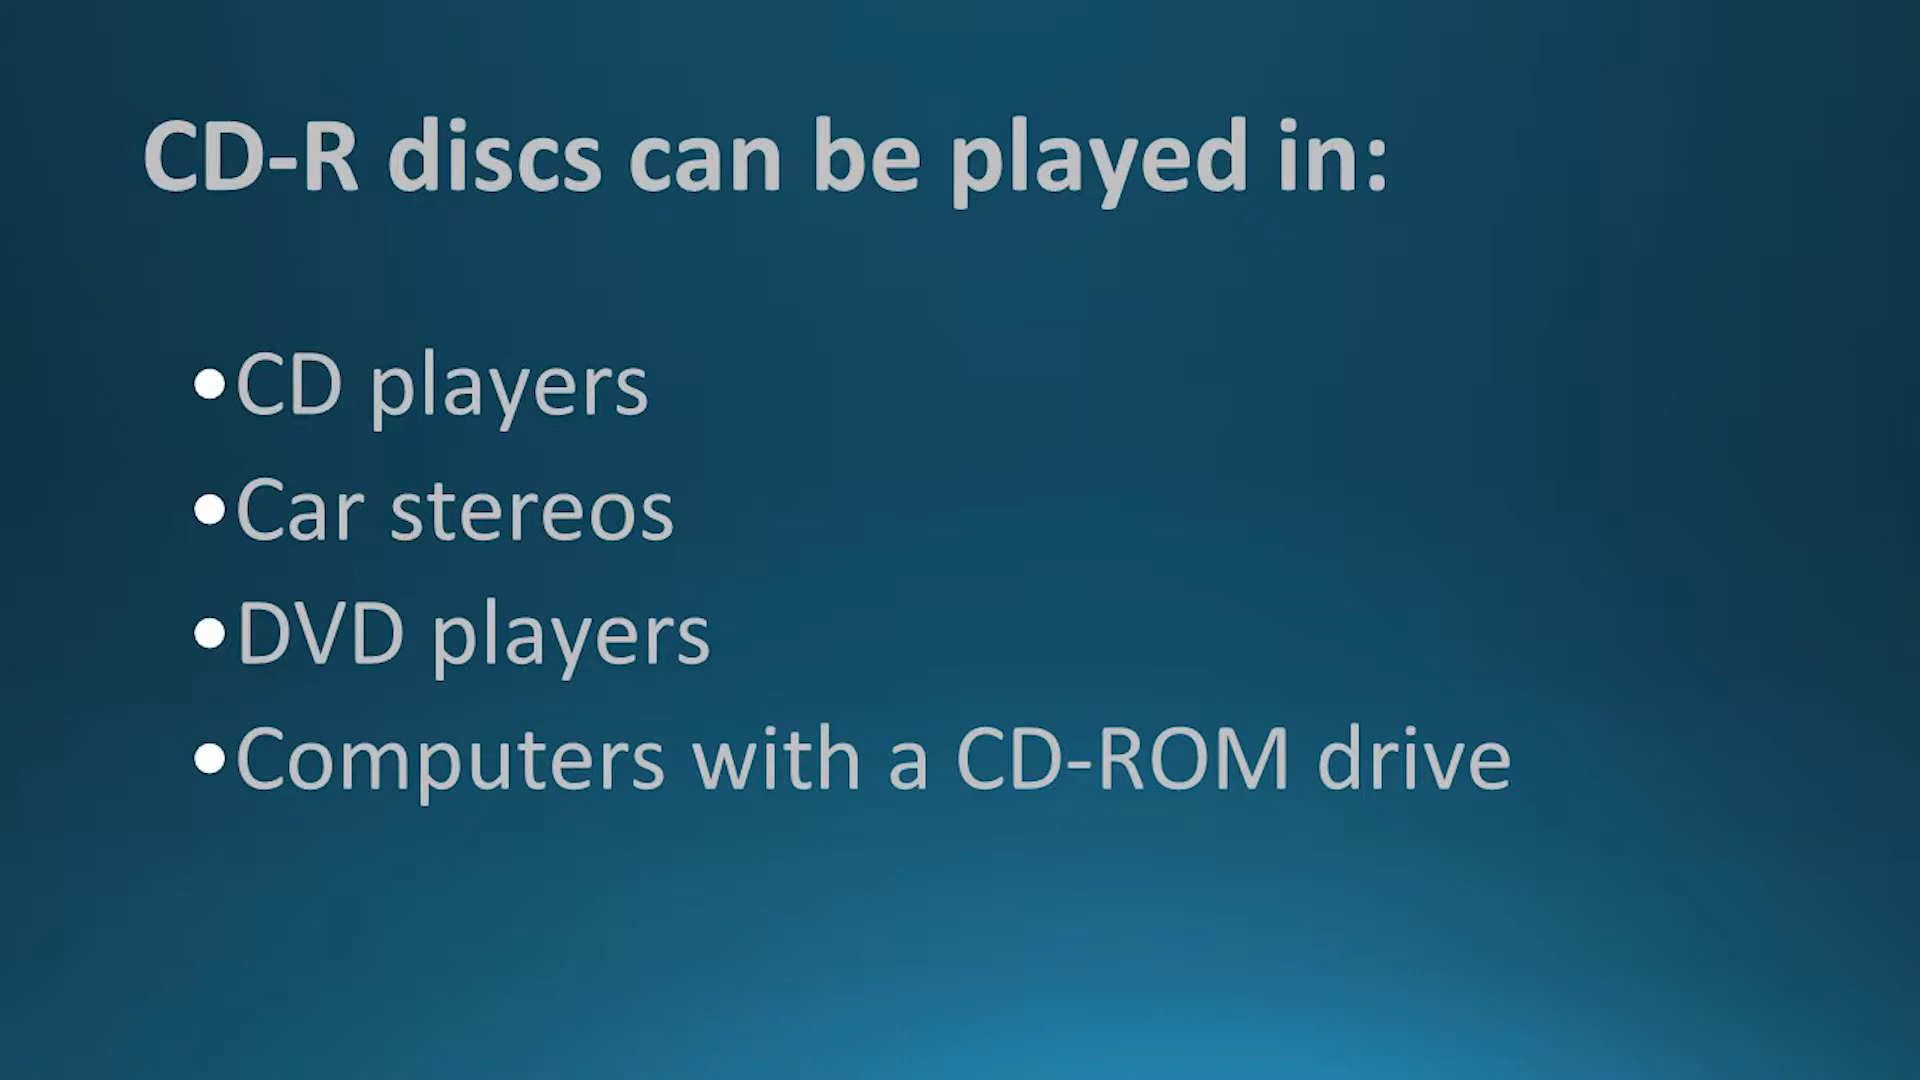 CD-R discs can be played in:
•CD players
•Car stereos
•DVD players
•Computers with a CD-ROM drive